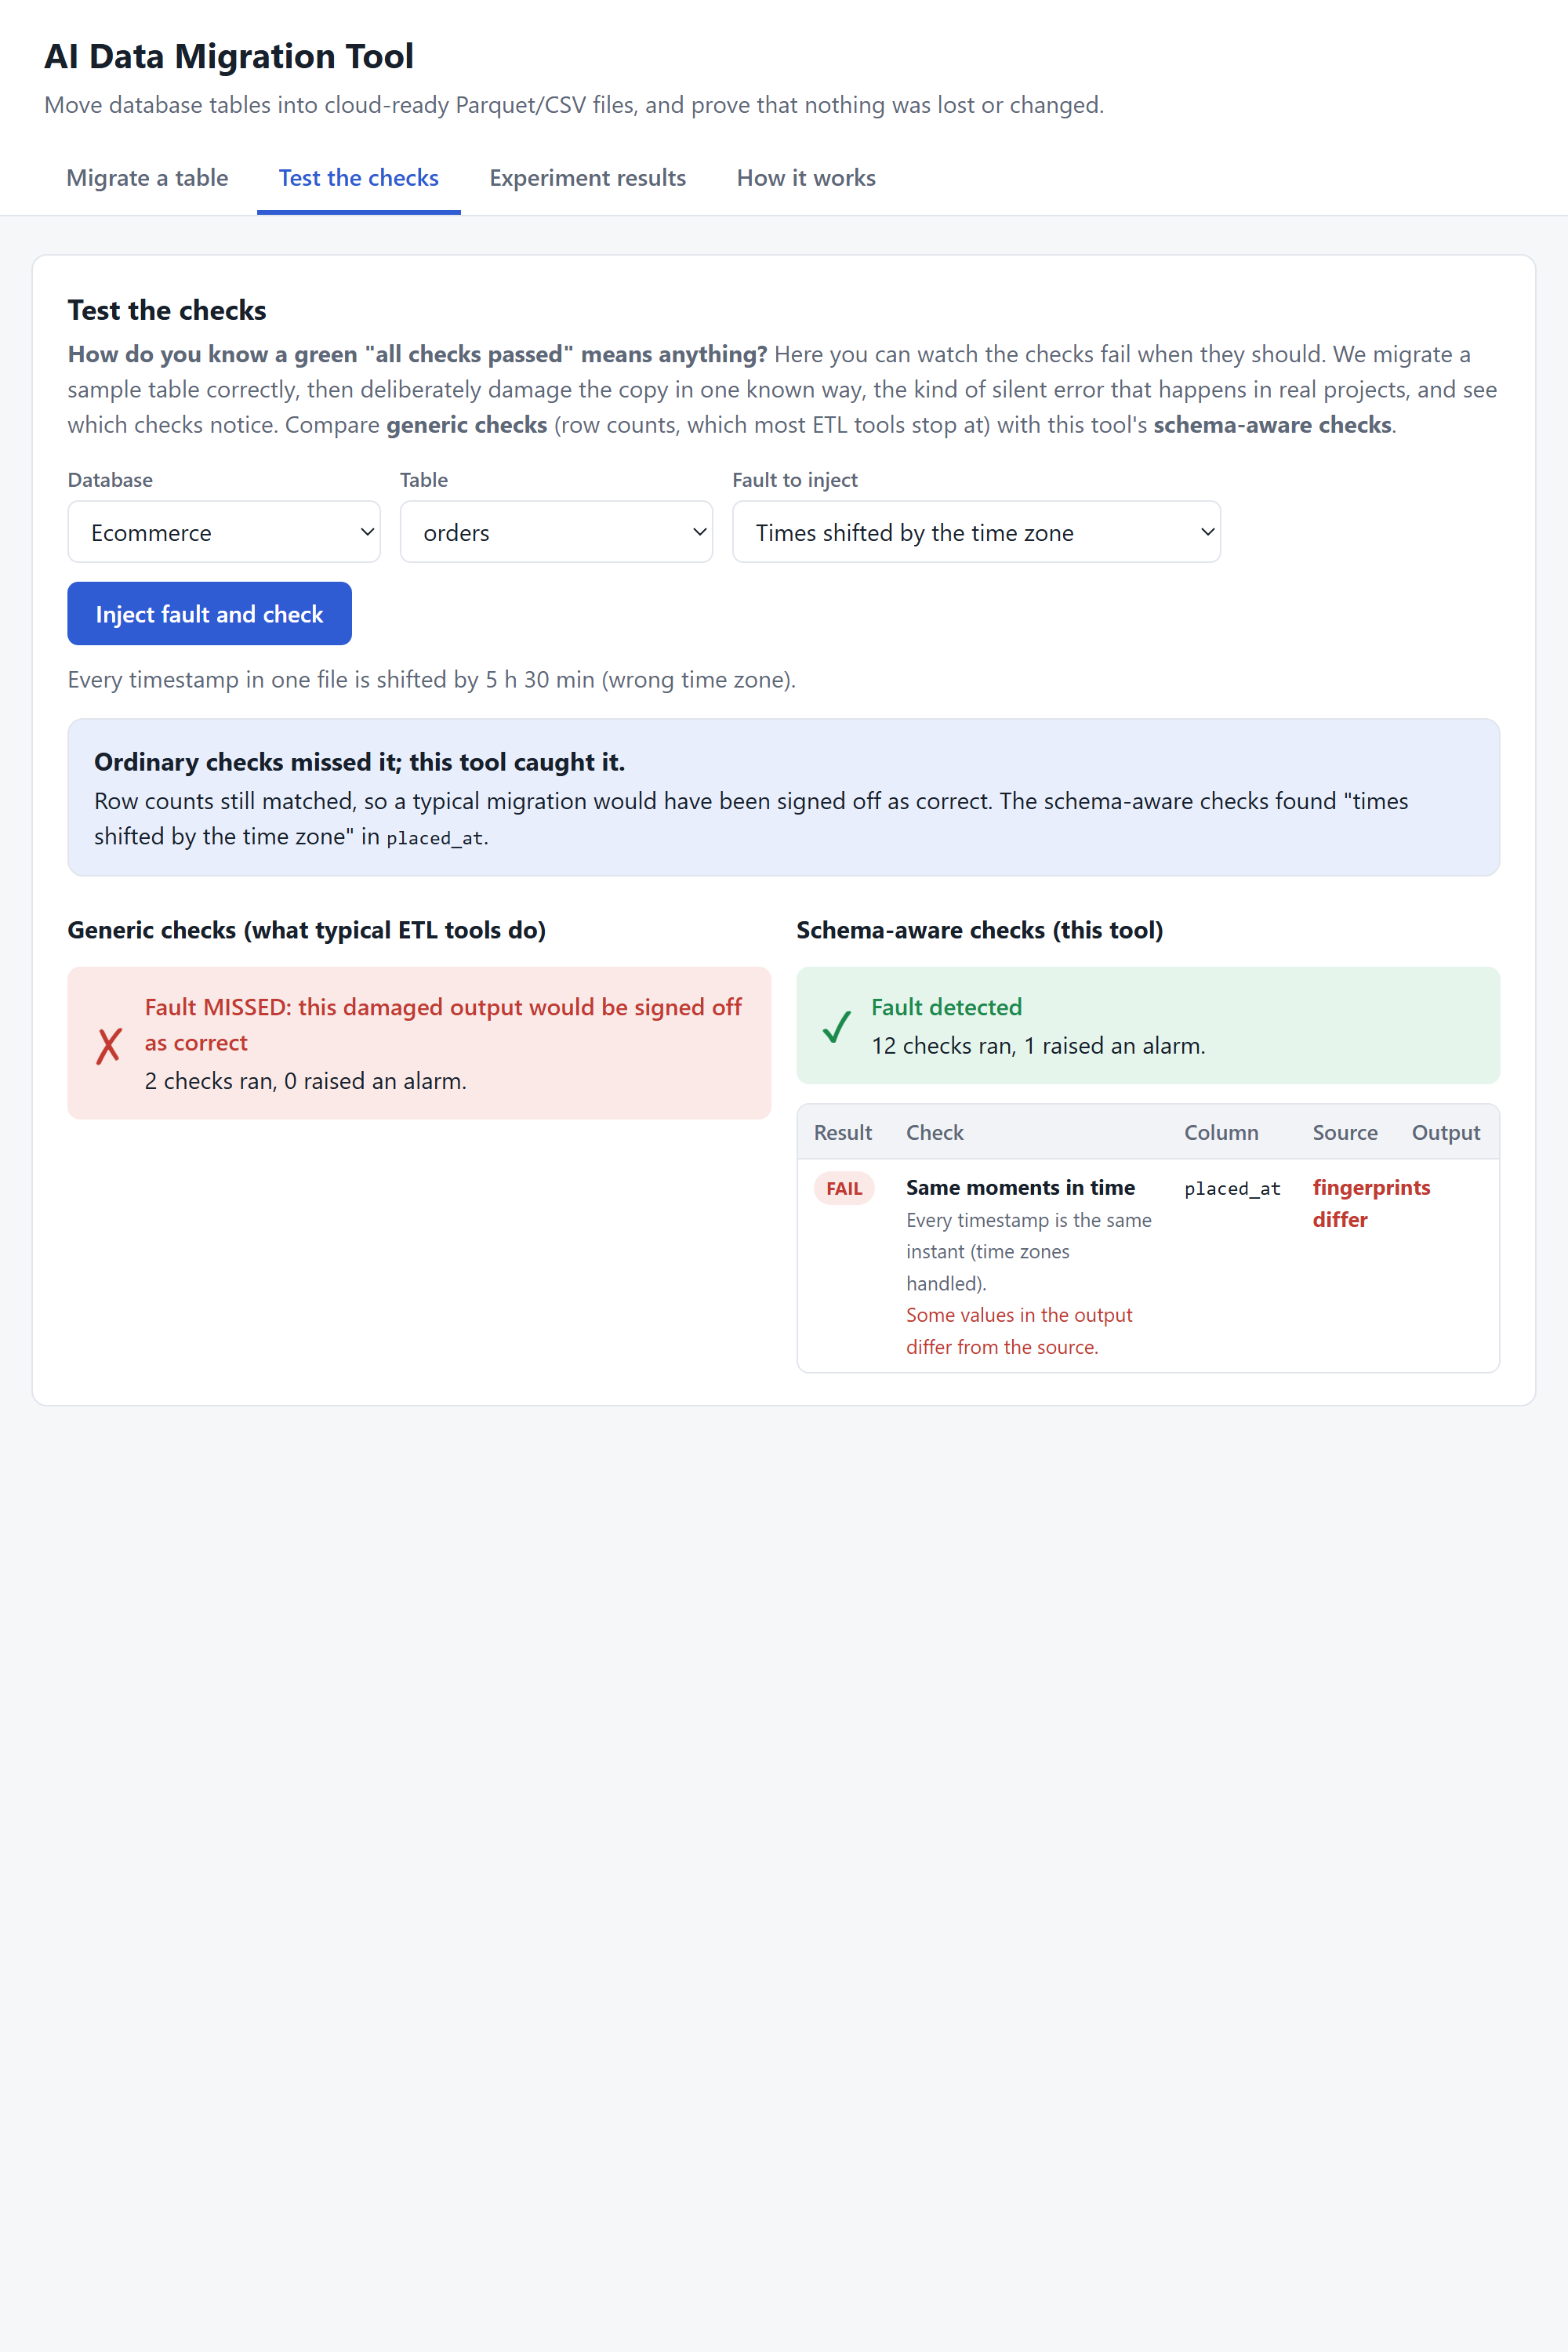 AI Data Migration Tool
Move database tables into cloud-ready Parquet/CSV files, and prove that nothing was lost or changed.
Migrate a table
Test the checks
Experiment results
How it works
Test the checks
How do you know a green "all checks passed" means anything? Here you can watch the checks fail when they should. We migrate a
sample table correctly, then deliberately damage the copy in one known way, the kind of silent error that happens in real projects, and see
which checks notice. Compare generic checks (row counts, which most ETL tools stop at) with this tool's schema-aware checks.
Database
Table
Fault to inject
Ecommerce
orders
Times shifted by the time zone
Inject fault and check
Every timestamp in one file is shifted by 5 h 30 min (wrong time zone).
Ordinary checks missed it; this tool caught it.
Row counts still matched, so a typical migration would have been signed off as correct. The schema-aware checks found "times
shifted by the time zone" in placed_at.
Generic checks (what typical ETL tools do)
✗
Fault MISSED: this damaged output would be signed off
as correct
2 checks ran, 0 raised an alarm.
Schema-aware checks (this tool)
✓
Fault detected
12 checks ran, 1 raised an alarm.
Result
Check
Column
Source
Output
FAIL
Same moments in time
Every timestamp is the same
instant (time zones
handled).
Some values in the output
differ from the source.
placed_at
fingerprints
differ